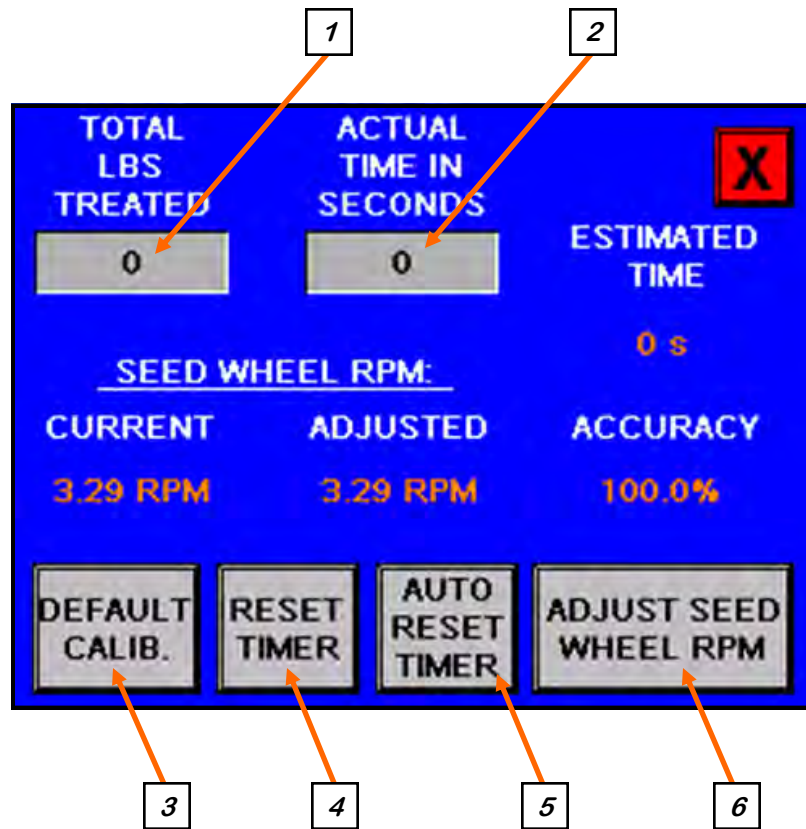 1
2
TOTAL
LBS
TREATED
ACTUAL
TIME IN
SECONDS
X
0
0
ESTIMATED
TIME
0 s
SEED WHEEL RPM:
CURRENT
ADJUSTED
ACCURACY
3.29 RPM
3.29 RPM
100.0%
DEFAULT
CALIB.
RESET
TIMER
AUTO
RESET
TIMER
ADJUST SEED
WHEEL RPM
3
4
5
6